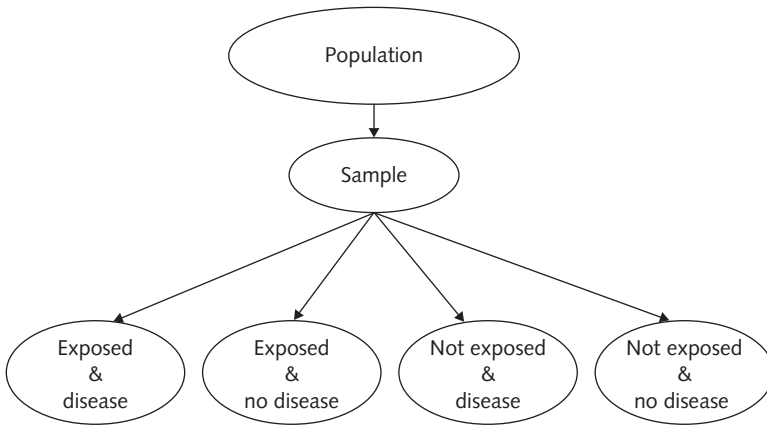 Population
Sample
Exposed
&
disease
Exposed
&
no disease
Not exposed
&
disease
Not exposed
&
no disease